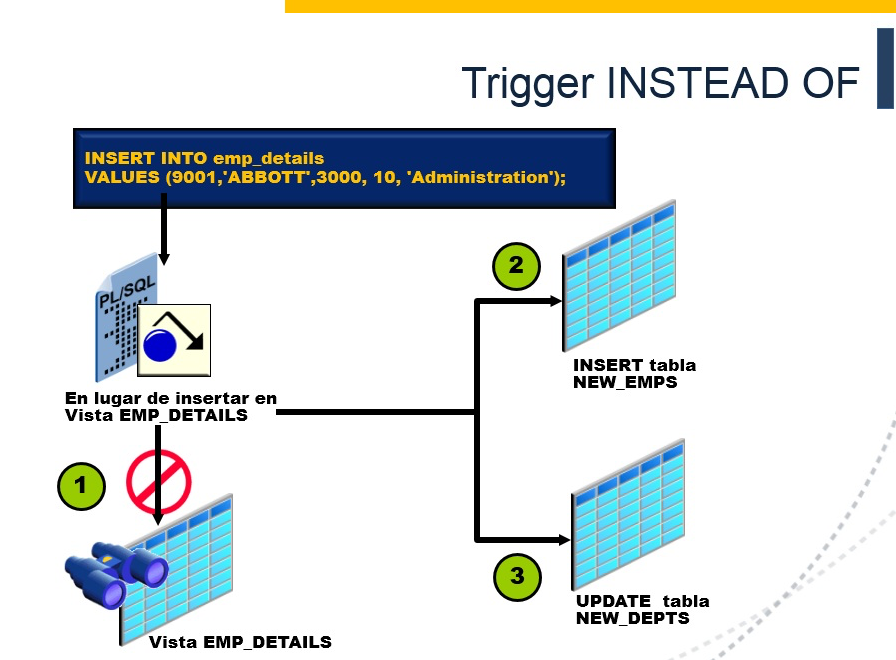 Trigger INSTEAD OF
INSERT INTO emp_details
VALUES (9001,'ABBOTT',3000, 10, 'Administration');
PL/SQL
2
INSERT tabla
NEW_EMPS
En lugar de insertar en
Vista EMP_DETAILS
1
3
UPDATE tabla
NEW_DEPTS
Vista EMP_DETAILS